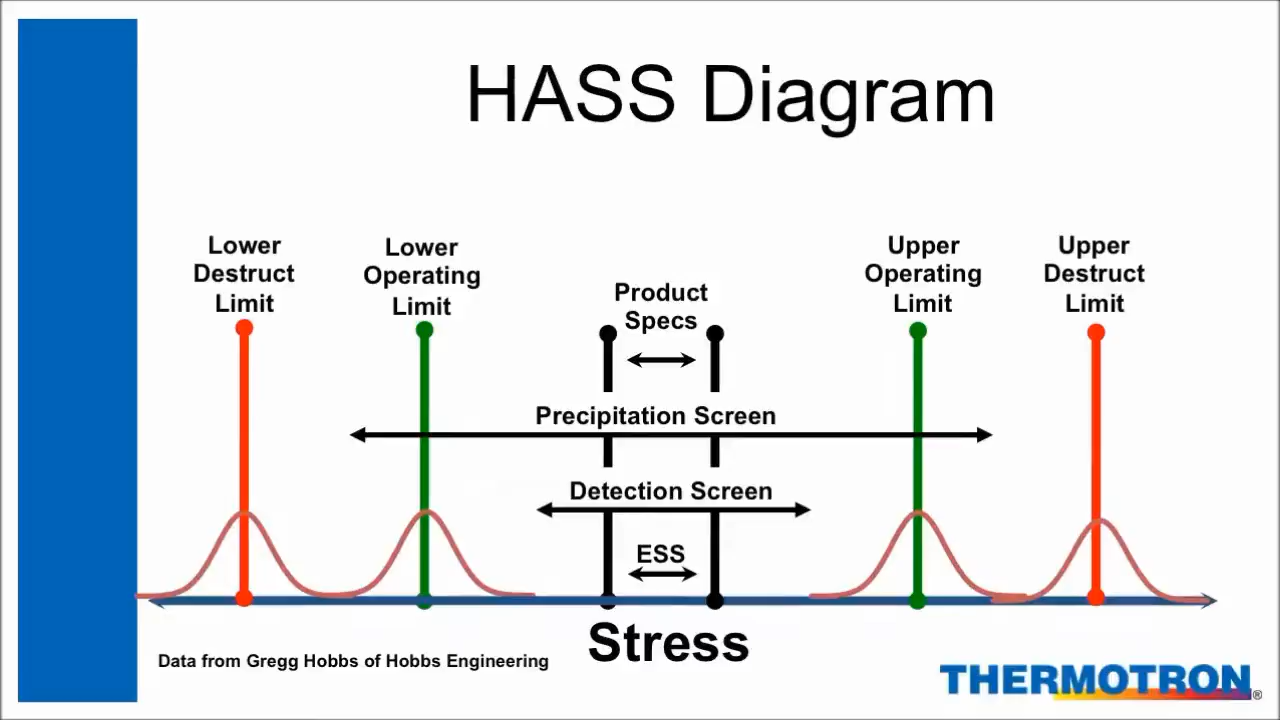 HASS Diagram
Lower
Destruct
Limit
Lower
Operating
Limit
Product
Specs
Upper
Operating
Limit
Upper
Destruct
Limit
Precipitation Screen
Detection Screen
ESS
Stress
Data from Gregg Hobbs of Hobbs Engineering
THERMOTRON®